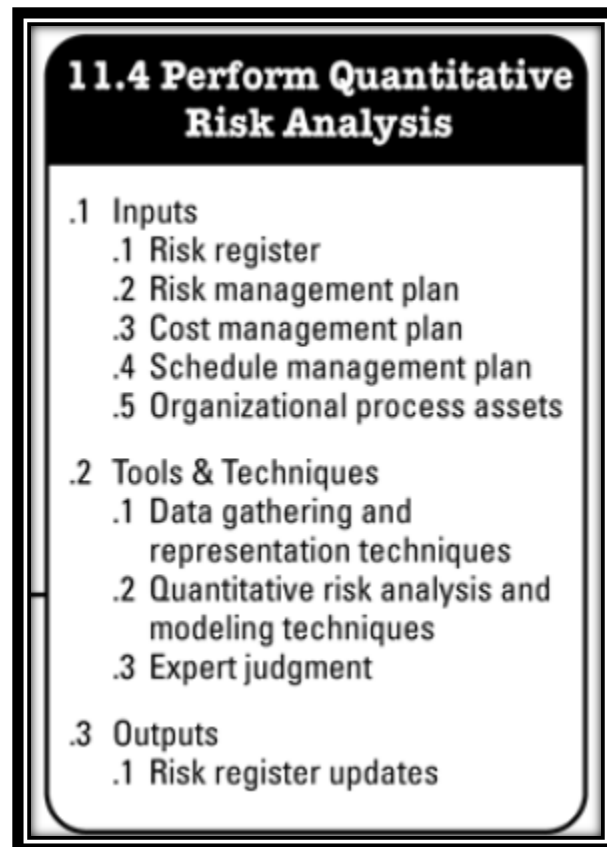 11.4 Perform Quantitative
Risk Analysis
.1 Inputs
.1 Risk register
.2 Risk management plan
.3 Cost management plan
.4 Schedule management plan
.5 Organizational process assets
.2 Tools & Techniques
.1 Data gathering and
representation techniques
.2 Quantitative risk analysis and
modeling techniques
.3 Expert judgment
.3 Outputs
.1 Risk register updates